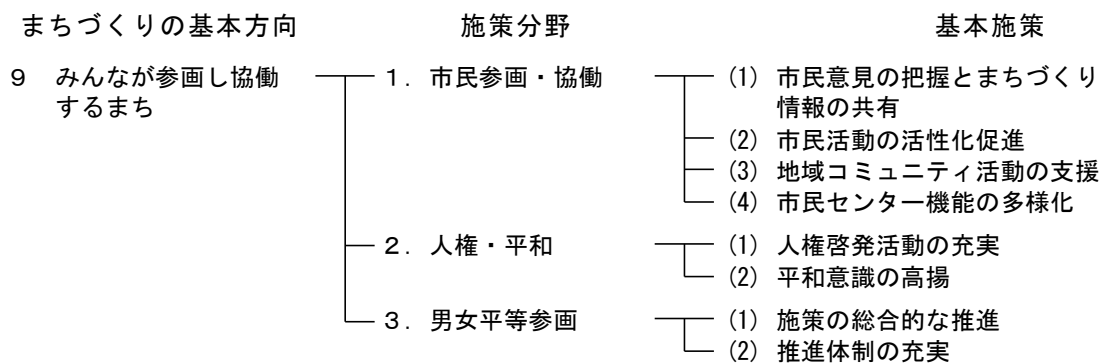 まちづくりの基本方向 施策分野 基本施策
９ みんなが参画し協働するまち
１．市民参画・協働
(1) 市民意見の把握とまちづくり
情報の共有
(2) 市民活動の活性化促進
(3) 地域コミュニティ活動の支援
(4) 市民センター機能の多様化
２．人権・平和
(1) 人権啓発活動の充実
(2) 平和意識の高揚
３．男女平等参画
(1) 施策の総合的な推進
(2) 推進体制の充実